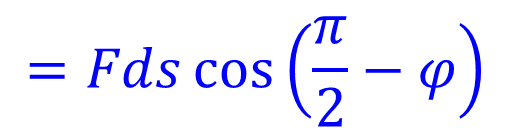 = Fds cos (π/2 − φ)